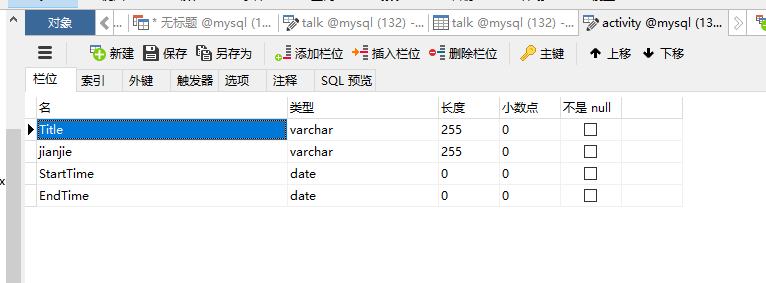 对象
... * 无标题 @mysql (1...
talk @mysql (132) -...
talk @mysql (132) -...
activity @mysql (13...
新建 保存 另存为 添加栏位 插入栏位 删除栏位 主键 上移 下移
栏位 索引 外键 触发器 选项 注释 SQL 预览
名 类型 长度 小数点 不是 null
Title varchar 255 0
jianjie varchar 255 0
StartTime date 0 0
EndTime date 0 0
x